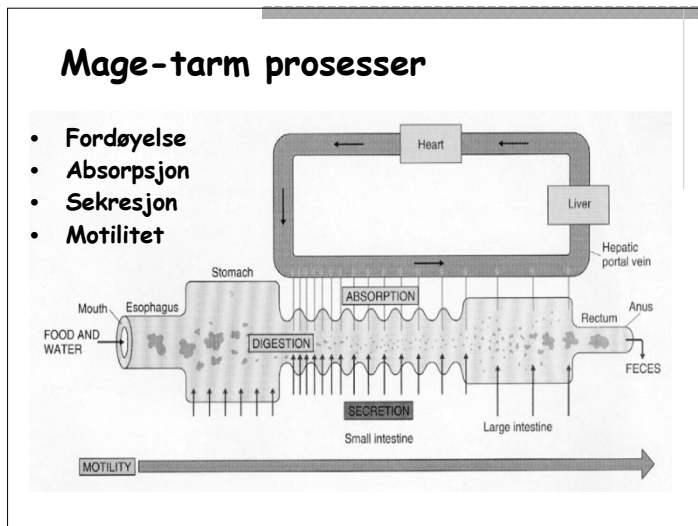 Mage-tarm prosesser
• Fordøyelse
• Absorpsjon
• Sekresjon
• Motilitet
Heart
Liver
Hepatic
portal vein
Stomach
ABSORPTION
Mouth
Esophagus
Rectum
Anus
FOOD AND
WATER
DIGESTION
FECES
SECRETION
Small intestine
Large intestine
MOTILITY